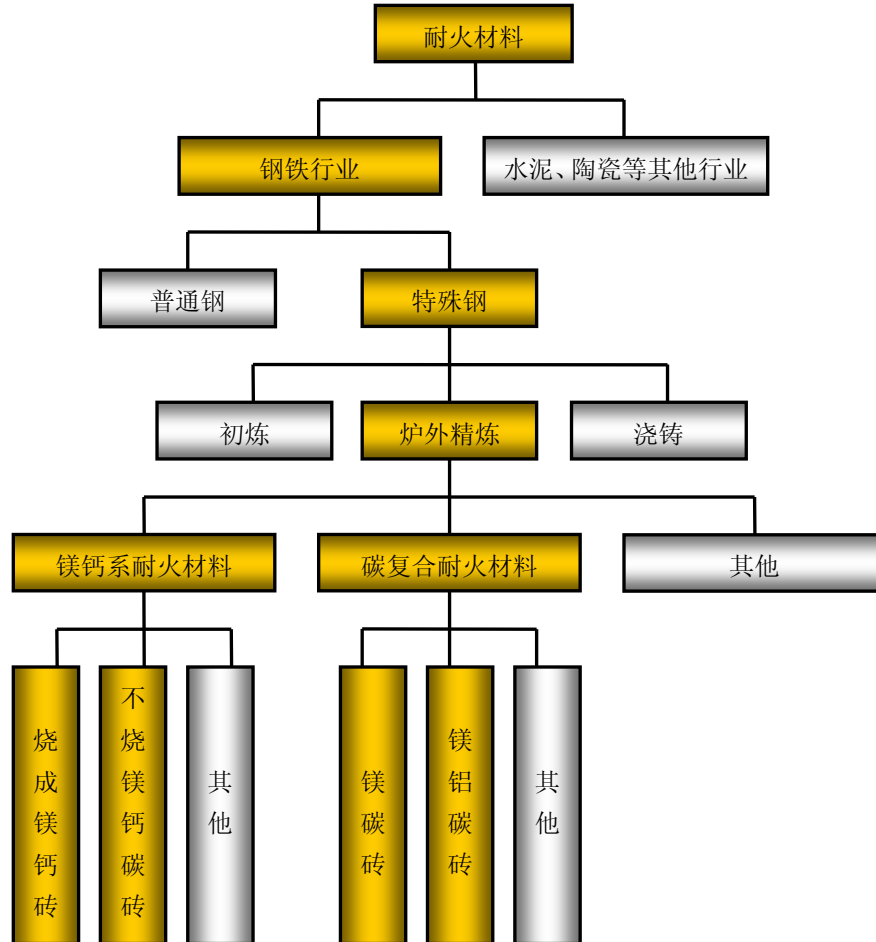 耐火材料
钢铁行业
水泥、陶瓷等其他行业
普通钢
特殊钢
初炼
炉外精炼
浇铸
镁钙系耐火材料
碳复合耐火材料
其他
烧成镁钙砖
不烧镁钙碳砖
其他
镁碳砖
镁铝碳砖
其他